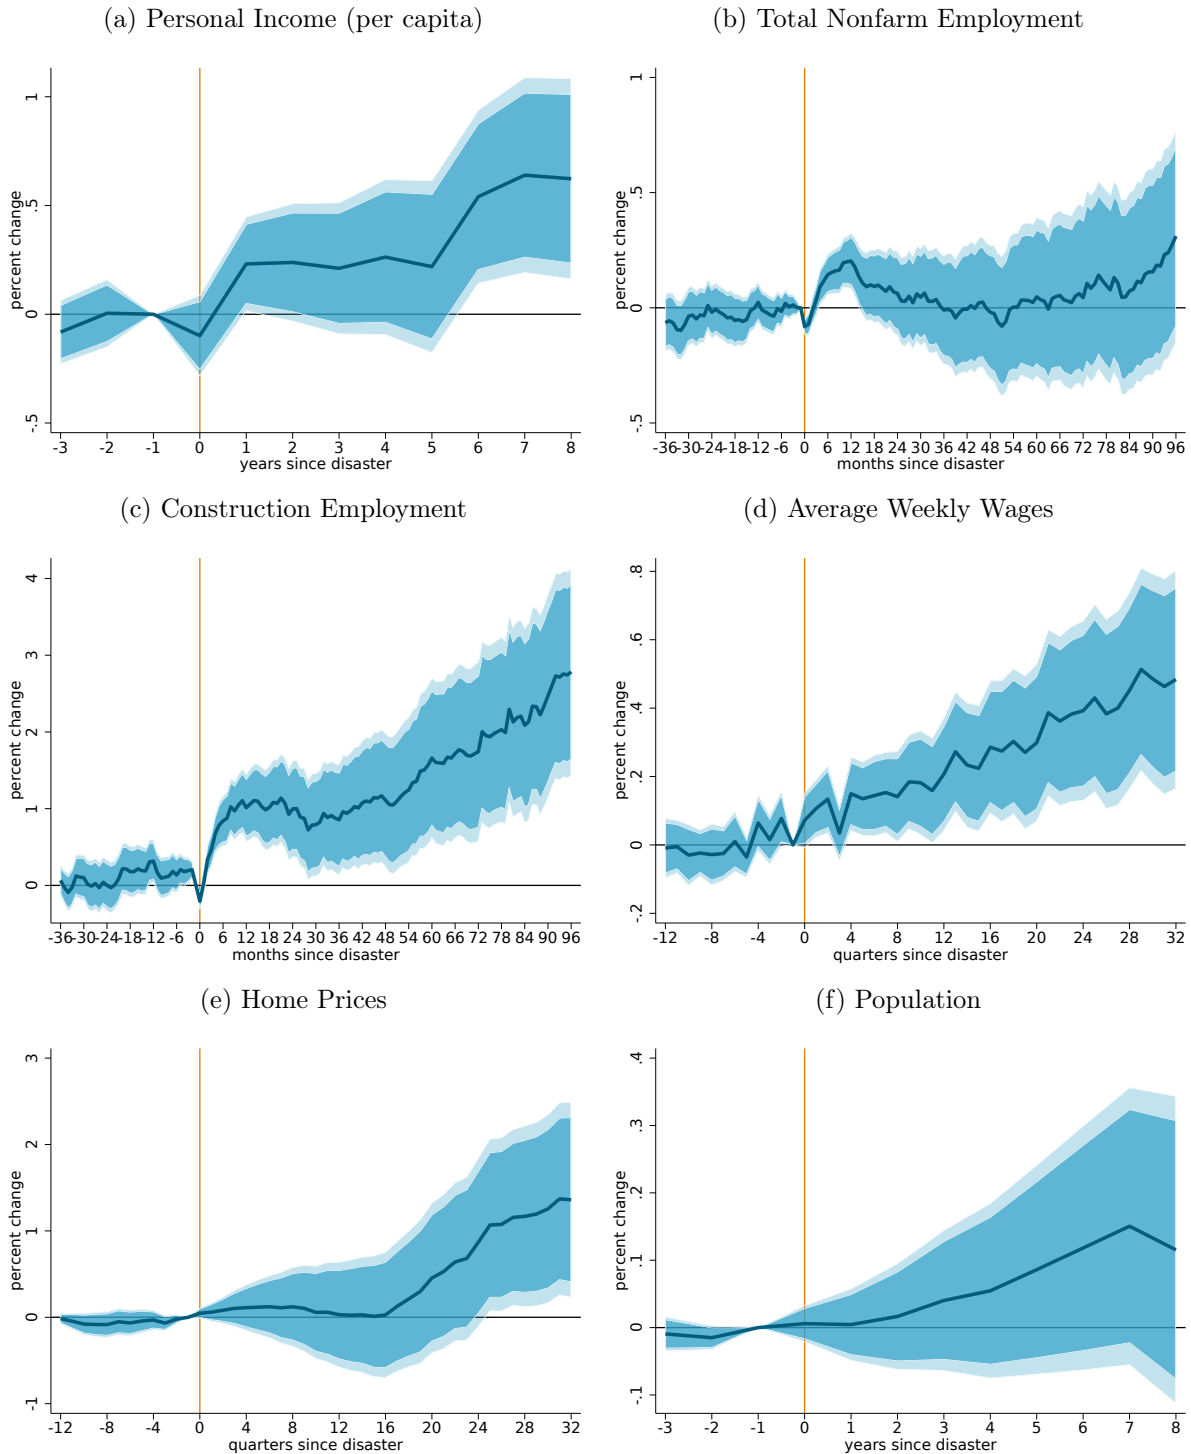 (a) Personal Income (per capita)
percent change
1
.5
0
-.5
-3 -2 -1 0 1 2 3 4 5 6 7 8
years since disaster
(b) Total Nonfarm Employment
percent change
1
.5
0
-.5
-36 -30 -24 -18 -12 -6 0 6 12 18 24 30 36 42 48 54 60 66 72 78 84 90 96
months since disaster
(c) Construction Employment
percent change
4
3
2
1
0
-36 -30 -24 -18 -12 -6 0 6 12 18 24 30 36 42 48 54 60 66 72 78 84 90 96
months since disaster
(d) Average Weekly Wages
percent change
.8
.6
.4
.2
0
-.2
-12 -8 -4 0 4 8 12 16 20 24 28 32
quarters since disaster
(e) Home Prices
percent change
3
2
1
0
-1
-12 -8 -4 0 4 8 12 16 20 24 28 32
quarters since disaster
(f) Population
percent change
.4
.3
.2
.1
0
-.1
-3 -2 -1 0 1 2 3 4 5 6 7 8
years since disaster